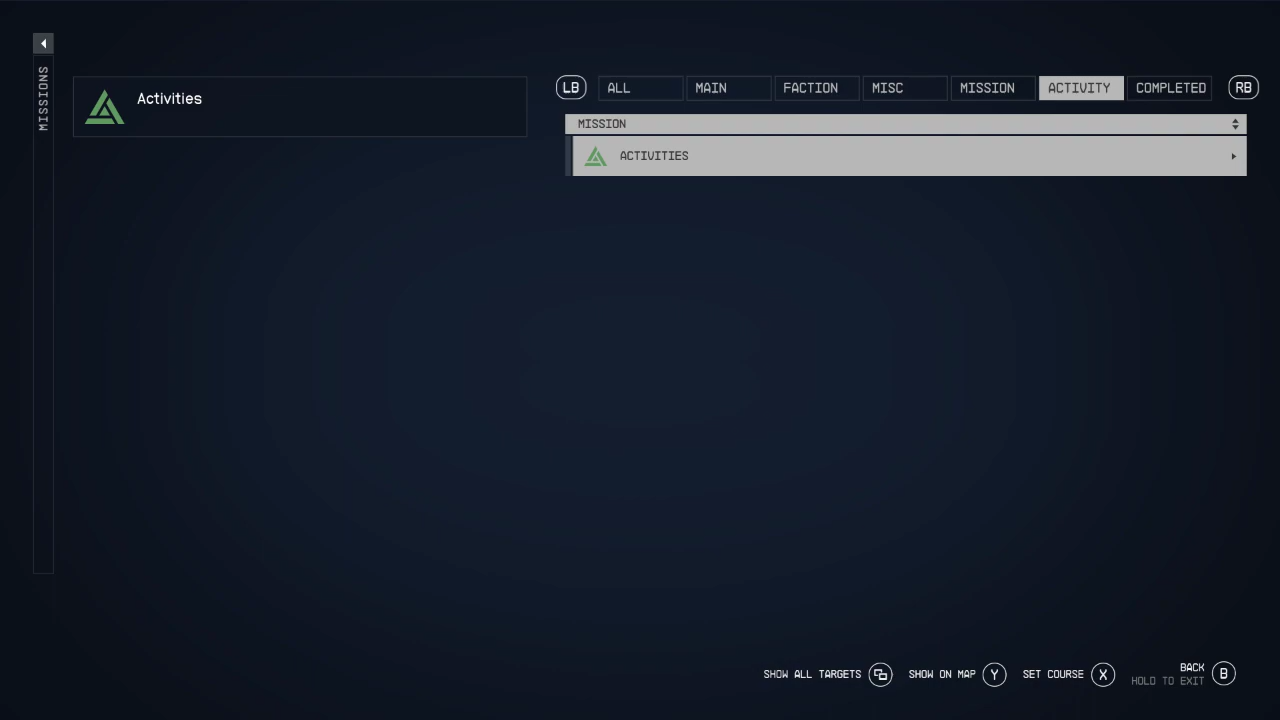 MISSIONS
Activities
LB ALL MAIN FACTION MISC MISSION ACTIVITY COMPLETED RB
MISSION
ACTIVITIES
SHOW ALL TARGETS SHOW ON MAP Y SET COURSE X BACK B
HOLD TO EXIT